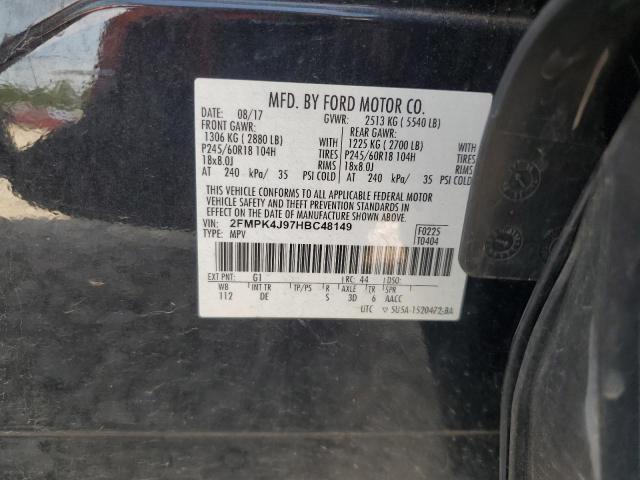 MFD. BY FORD MOTOR CO.
DATE: 08/17 GVWR: 2513 KG ( 5540 LB)
FRONT GAWR: REAR GAWR:
1306 KG ( 2880 LB) WITH 1225 KG ( 2700 LB) WITH
P245/60R18 104H TIRES P245/60R18 104H TIRES
18x8.0J RIMS 18x8.0J RIMS
AT 240 kPa/ 35 PSI COLD AT 240 kPa/ 35 PSI COLD
THIS VEHICLE CONFORMS TO ALL APPLICABLE FEDERAL MOTOR
VEHICLE SAFETY AND THEFT PREVENTION STANDARDS IN EFFECT
ON THE DATE OF MANUFACTURE SHOWN ABOVE.
VIN: 2FMPK4J97HBC48149 F0225
TYPE: MPV T0404
EXT PNT: G1 RC: 44 DSO:
WB INT TR TP/PS R AXLE TR SPR
112 DE S 3D 6 AACC
UTC ▽ 5U5A-1520472-BA